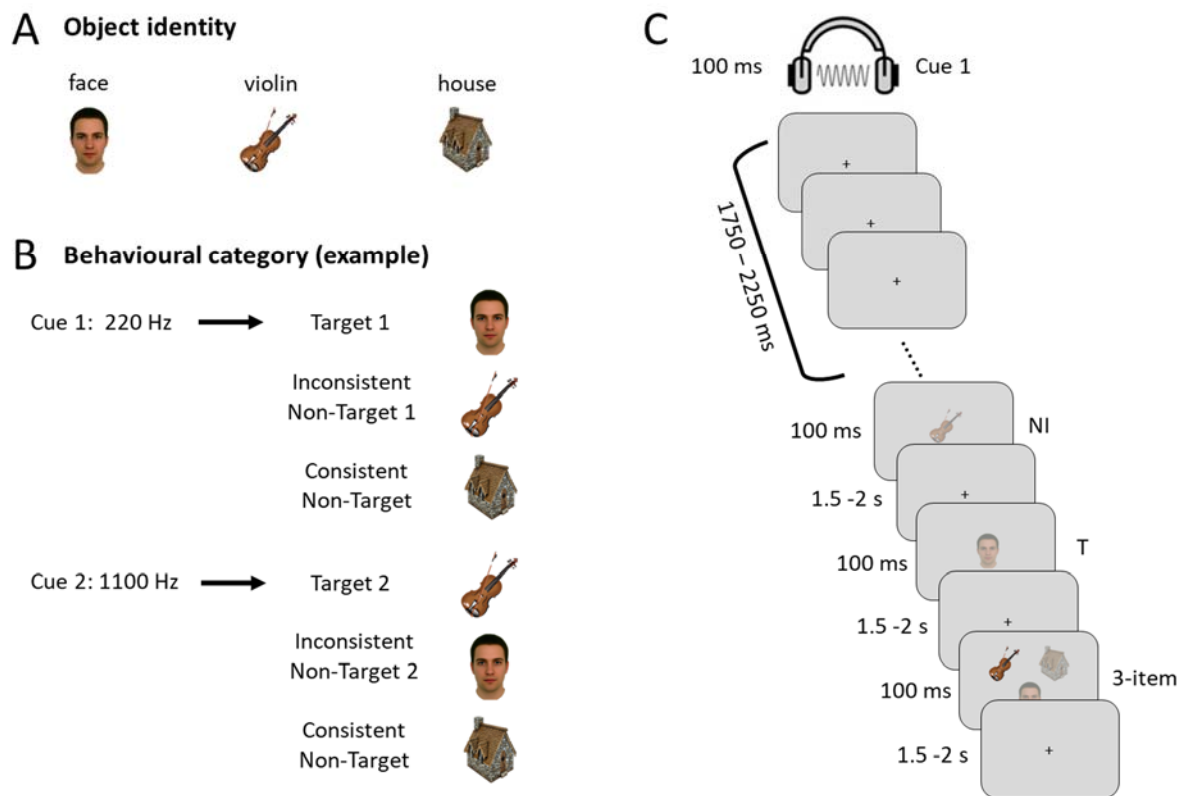 A Object identity
face violin house
B Behavioural category (example)
Cue 1: 220 Hz Target 1
Inconsistent
Non-Target 1
Consistent
Non-Target
Cue 2: 1100 Hz Target 2
Inconsistent
Non-Target 2
Consistent
Non-Target
C
100 ms Cue 1
1750 – 2250 ms
100 ms NI
1.5 -2 s
100 ms T
1.5 -2 s
100 ms 3-item
1.5 -2 s